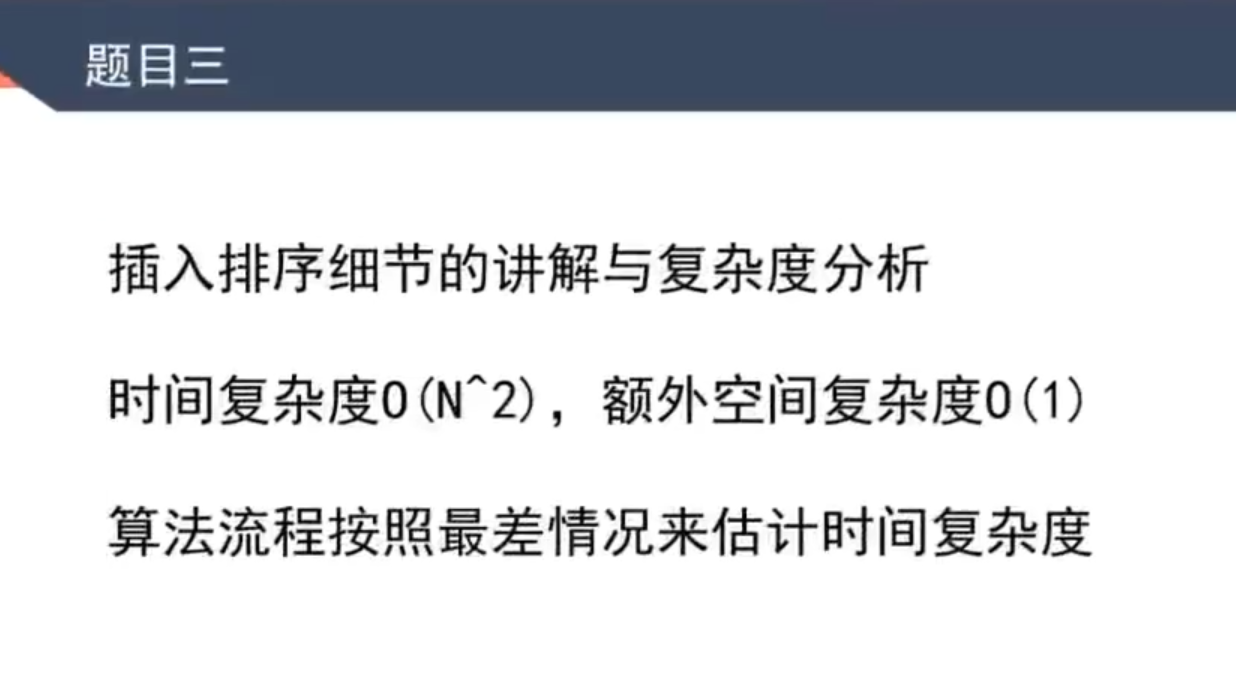 题目三
插入排序细节的讲解与复杂度分析
时间复杂度O(N^2)，额外空间复杂度O(1)
算法流程按照最差情况来估计时间复杂度